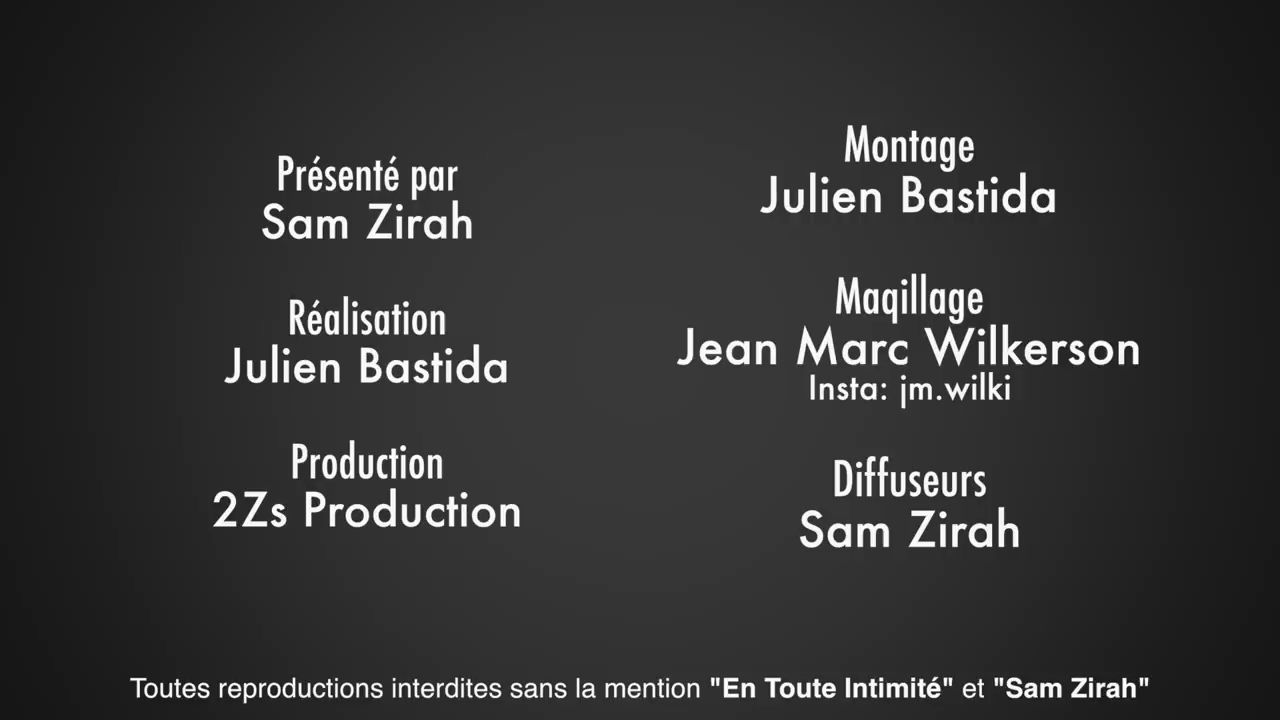 Présenté par
Sam Zirah
Réalisation
Julien Bastida
Production
2Zs Production
Montage
Julien Bastida
Maqillage
Jean Marc Wilkerson
Insta: jm.wilki
Diffuseurs
Sam Zirah
Toutes reproductions interdites sans la mention "En Toute Intimité" et "Sam Zirah"